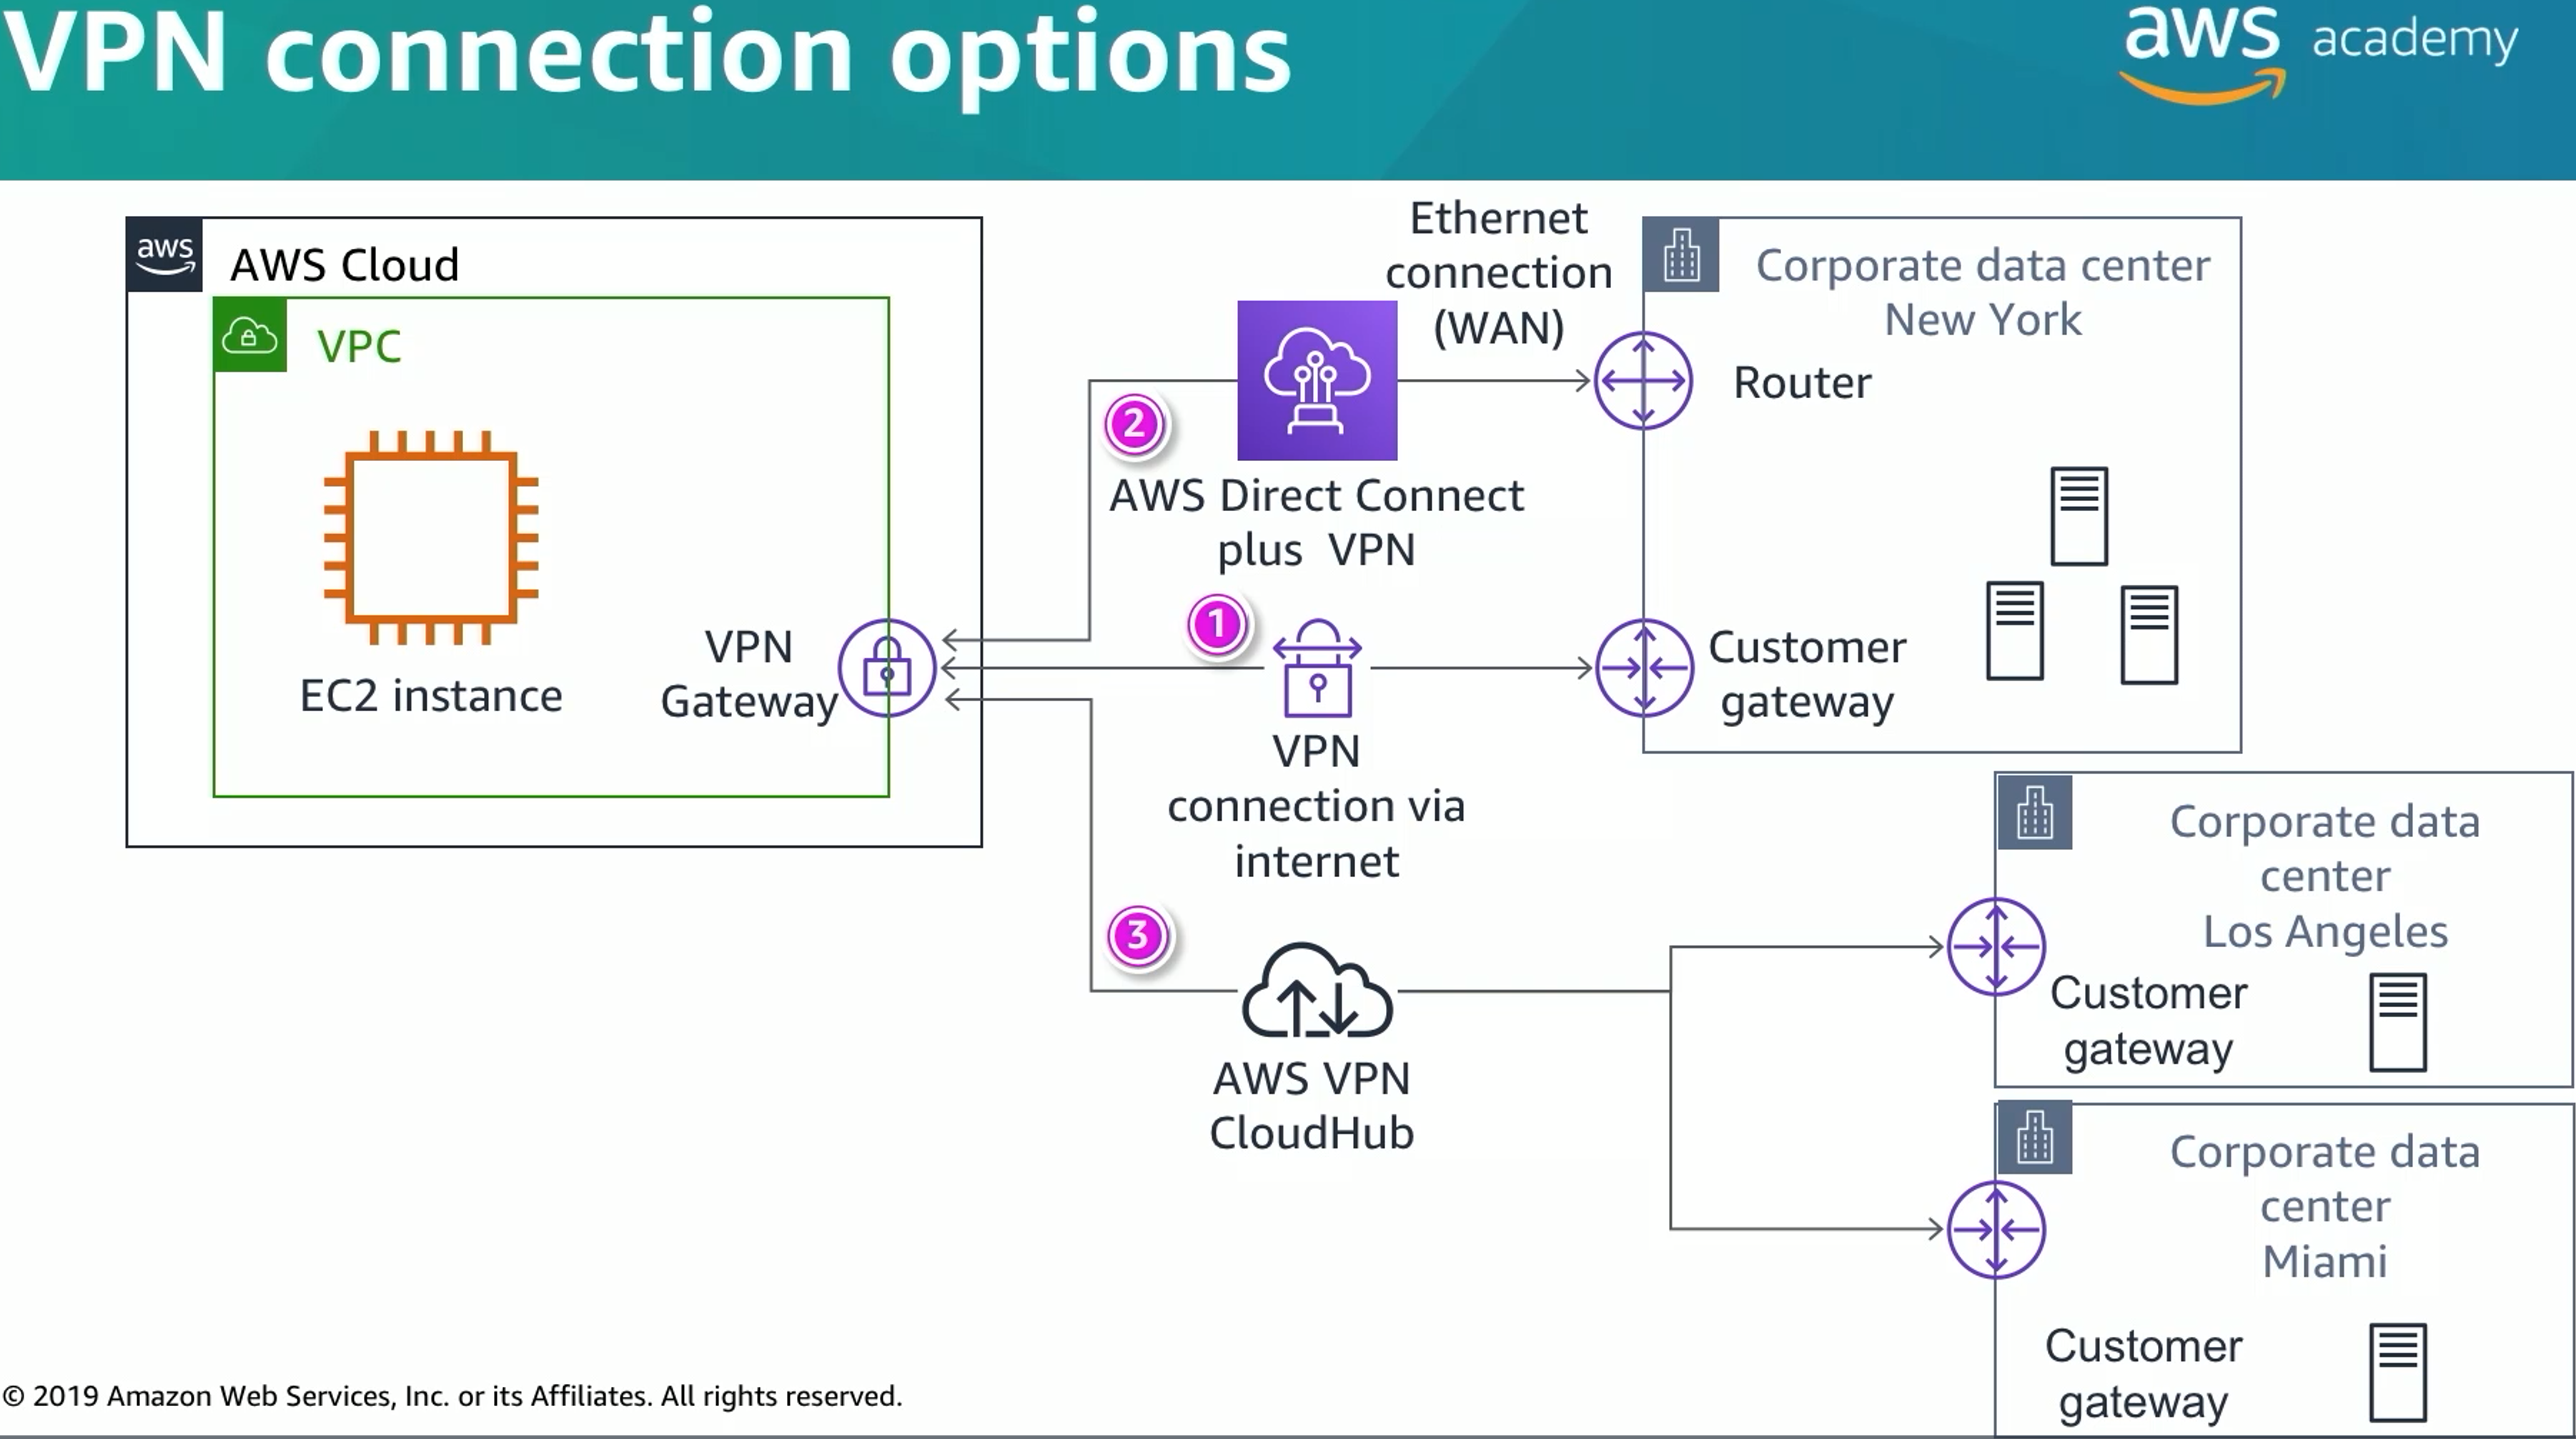 VPN connection options
aws academy
aws
AWS Cloud
VPC
EC2 instance
VPN
Gateway
2
AWS Direct Connect
plus VPN
Ethernet
connection
(WAN)
1
VPN
connection via
internet
3
AWS VPN
CloudHub
Corporate data center
New York
Router
Customer
gateway
Corporate data
center
Los Angeles
Customer
gateway
Corporate data
center
Miami
Customer
gateway
© 2019 Amazon Web Services, Inc. or its Affiliates. All rights reserved.